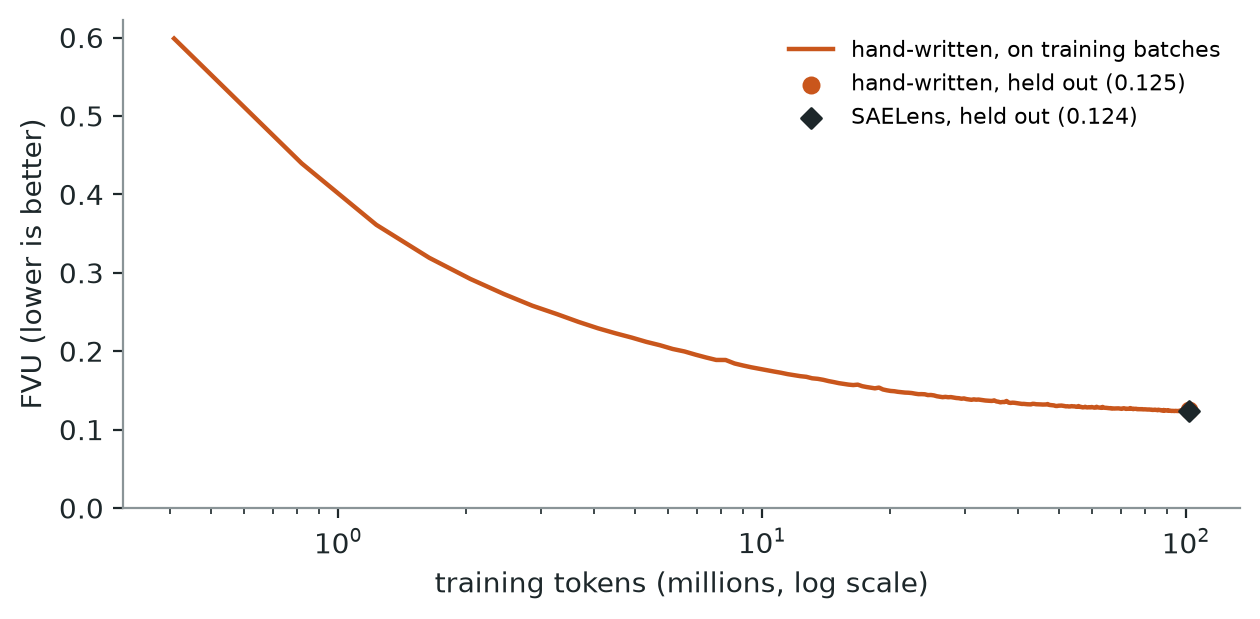 hand-written, on training batches
hand-written, held out (0.125)
SAELens, held out (0.124)
FVU (lower is better)
0.6
0.5
0.4
0.3
0.2
0.1
0.0
10⁰ 10¹ 10²
training tokens (millions, log scale)